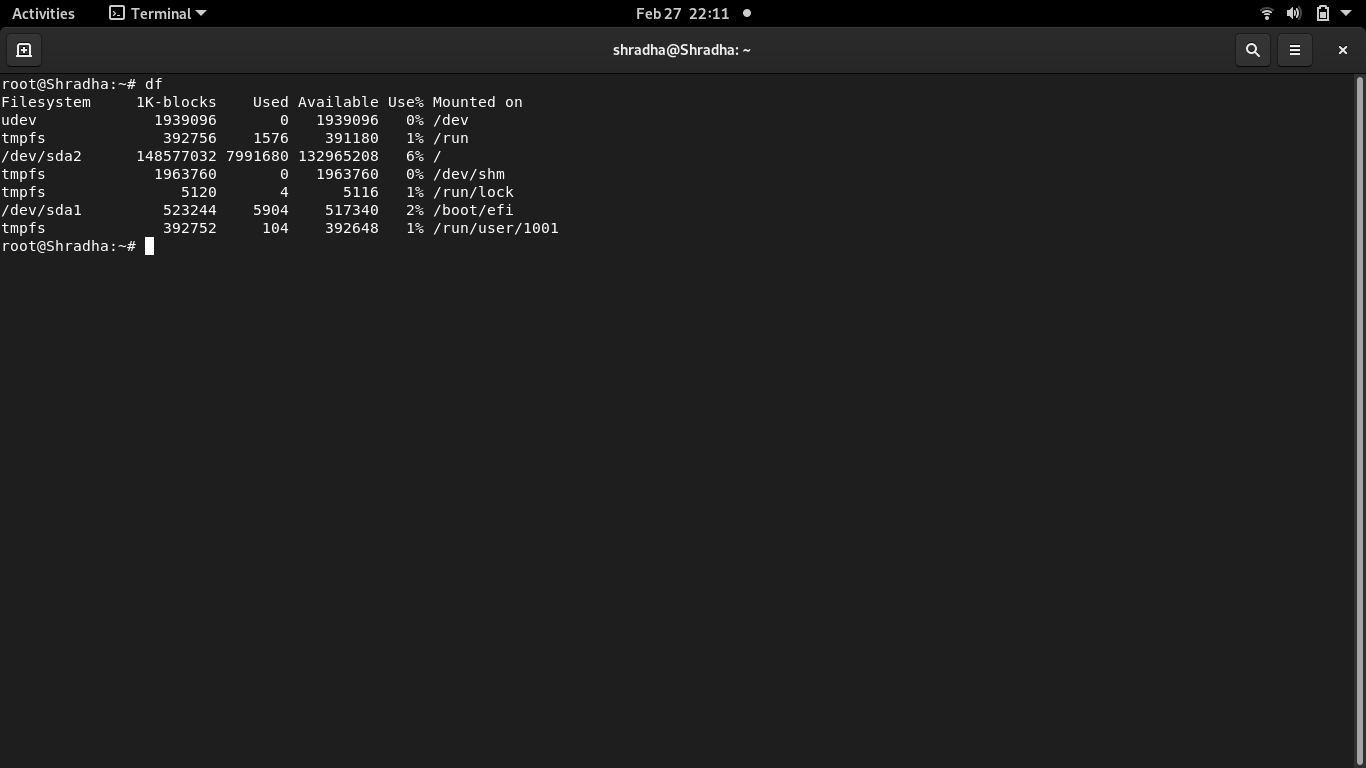 Activities Terminal Feb 27 22:11
shradha@Shradha: ~
root@Shradha:~# df
Filesystem     1K-blocks    Used Available Use% Mounted on
udev             1939096       0   1939096   0% /dev
tmpfs             392756    1576    391180   1% /run
/dev/sda2      148577032 7991680 132965208   6% /
tmpfs            1963760       0   1963760   0% /dev/shm
tmpfs               5120       4      5116   1% /run/lock
/dev/sda1         523244    5904    517340   2% /boot/efi
tmpfs             392752     104    392648   1% /run/user/1001
root@Shradha:~#